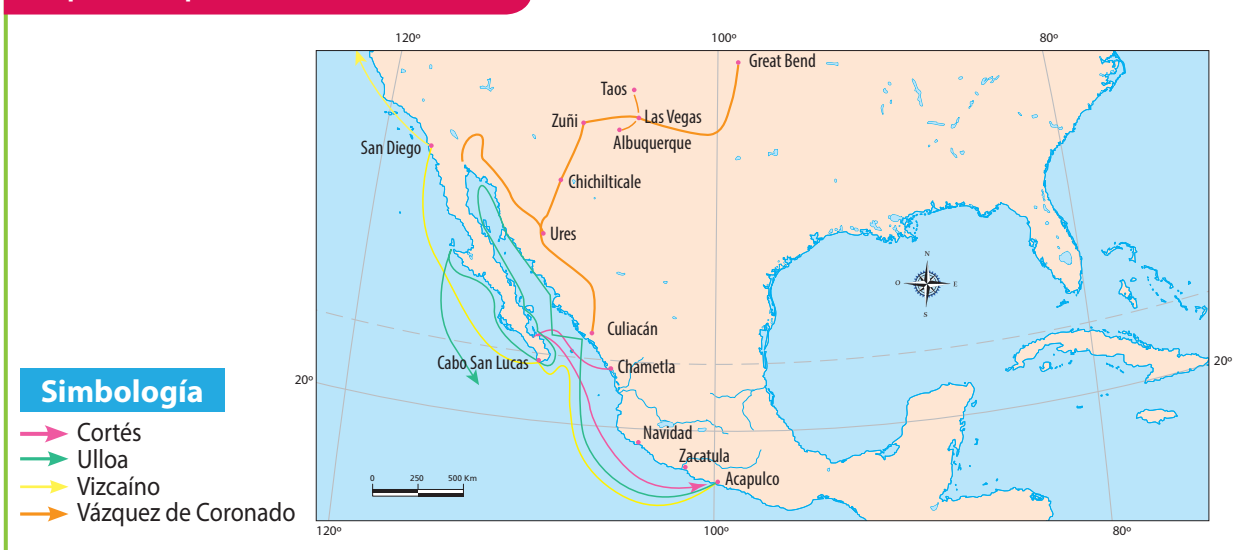 120º
100º
80º
Great Bend
Taos
Las Vegas
Zuñi
Albuquerque
San Diego
Chichilticale
Ures
N
O
E
S
Culiacán
Cabo San Lucas
Chametla
20º
20º
Navidad
Zacatula
Acapulco
0 250 500 Km
120º
100º
80º
Simbología
Cortés
Ulloa
Vizcaíno
Vázquez de Coronado